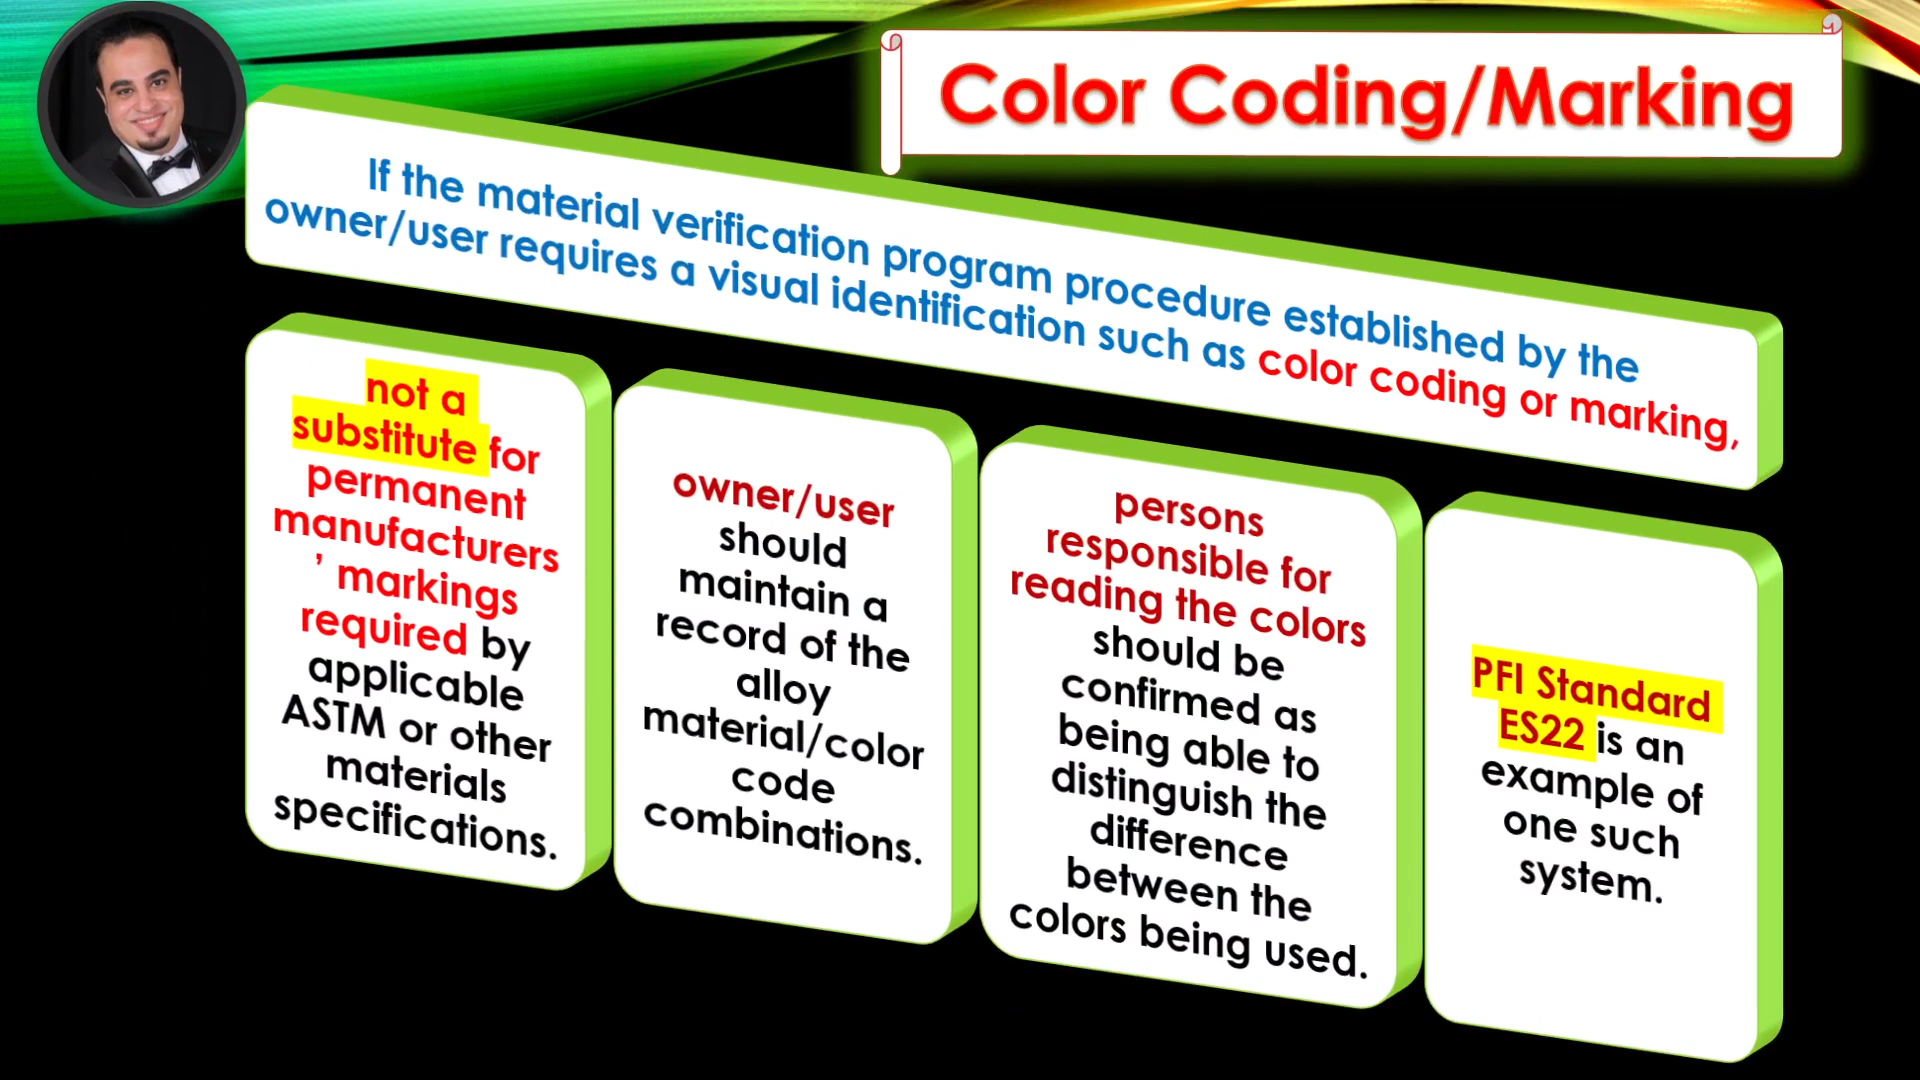 Color Coding/Marking
If the material verification program procedure established by the
owner/user requires a visual identification such as color coding or marking,
not a
substitute for
permanent
manufacturers
’ markings
required by
applicable
ASTM or other
materials
specifications.
owner/user
should
maintain a
record of the
alloy
material/color
code
combinations.
persons
responsible for
reading the colors
should be
confirmed as
being able to
distinguish the
difference
between the
colors being used.
PFI Standard
ES22 is an
example of
one such
system.